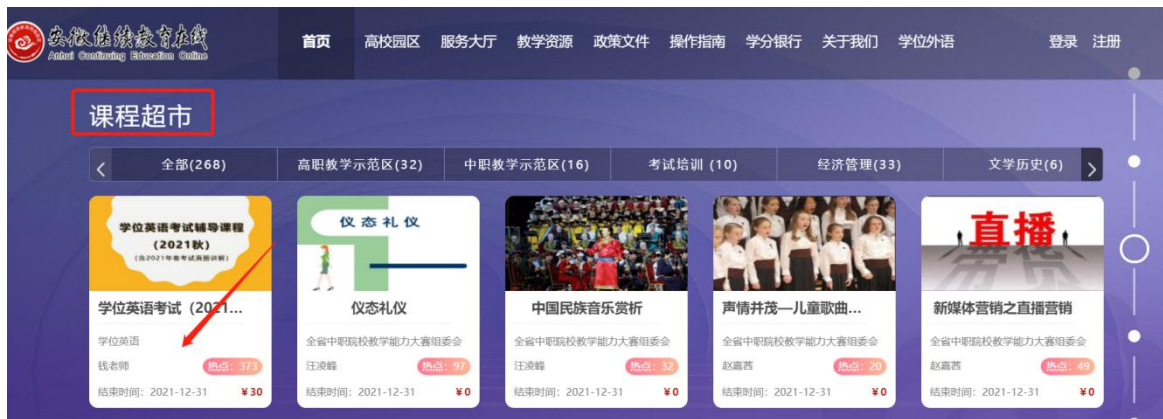 安徽继续教育在线
Anhui Continuing Education Online
首页 高校园区 服务大厅 教学资源 政策文件 操作指南 学分银行 关于我们 学位外语 登录 注册
课程超市
全部(268) 高职教学示范区(32) 中职教学示范区(16) 考试培训 (10) 经济管理(33) 文学历史(6)
学位英语考试辅导课程
(2021秋)
(含2021年春考试真题讲解)
学位英语考试（2021...
学位英语
钱老师 热点：373
结束时间：2021-12-31 ¥30
仪态礼仪
仪态礼仪
全省中职院校教学能力大赛组委会
汪凌峰 热点：97
结束时间：2021-12-31 ¥0
中国民族音乐赏析
全省中职院校教学能力大赛组委会
汪凌峰 热点：32
结束时间：2021-12-31 ¥0
声情并茂—儿童歌曲...
全省中职院校教学能力大赛组委会
赵嘉茜 热点：20
结束时间：2021-12-31 ¥0
直播
新媒体营销之直播营销
全省中职院校教学能力大赛组委会
赵嘉茜 热点：49
结束时间：2021-12-31 ¥0